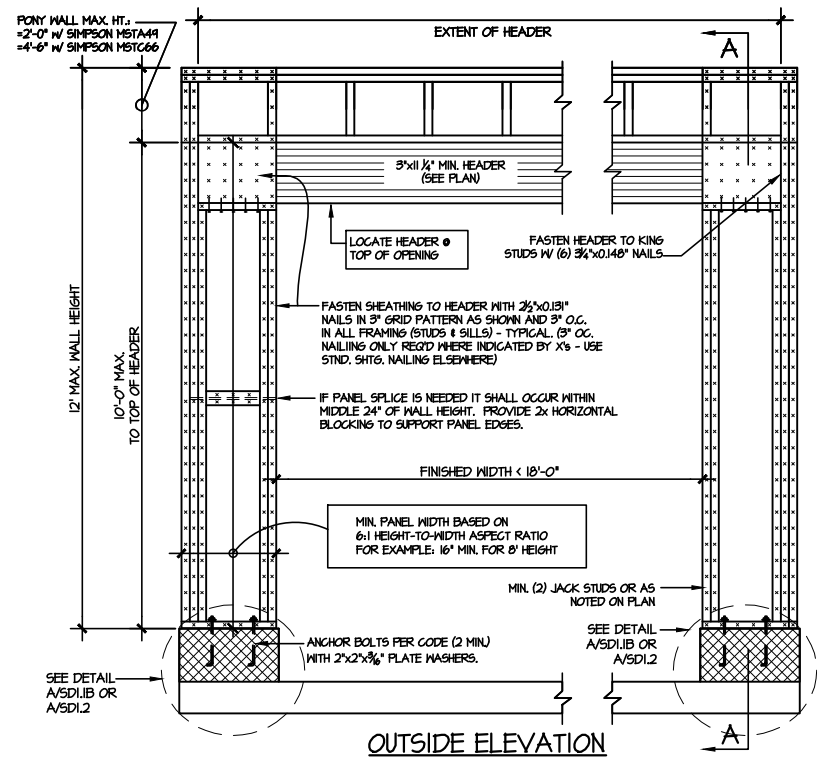 PONY WALL MAX. HT.:
=2'-0" W/ SIMPSON MSTA49
=4'-6" W/ SIMPSON MSTC66
EXTENT OF HEADER
A
3"x11 1/4" MIN. HEADER
(SEE PLAN)
LOCATE HEADER @
TOP OF OPENING
FASTEN HEADER TO KING
STUDS W/ (6) 3 1/4"x0.148" NAILS
12' MAX. WALL HEIGHT
10'-0" MAX.
TO TOP OF HEADER
FASTEN SHEATHING TO HEADER WITH 2 1/2"x0.131"
NAILS IN 3" GRID PATTERN AS SHOWN AND 3" O.C.
IN ALL FRAMING (STUDS & SILLS) - TYPICAL. (3" OC.
NAILIING ONLY REQ'D WHERE INDICATED BY X's - USE
STND. SHTG. NAILING ELSEWHERE)
IF PANEL SPLICE IS NEEDED IT SHALL OCCUR WITHIN
MIDDLE 24" OF WALL HEIGHT. PROVIDE 2x HORIZONTAL
BLOCKING TO SUPPORT PANEL EDGES.
FINISHED WIDTH < 18'-0"
MIN. PANEL WIDTH BASED ON
6:1 HEIGHT-TO-WIDTH ASPECT RATIO
FOR EXAMPLE: 16" MIN. FOR 8' HEIGHT
MIN. (2) JACK STUDS OR AS
NOTED ON PLAN
ANCHOR BOLTS PER CODE (2 MIN.)
WITH 2"x2"x3/16" PLATE WASHERS.
SEE DETAIL
A/SD1.1B OR
A/SD1.2
SEE DETAIL
A/SD1.1B OR
A/SD1.2
A
OUTSIDE ELEVATION